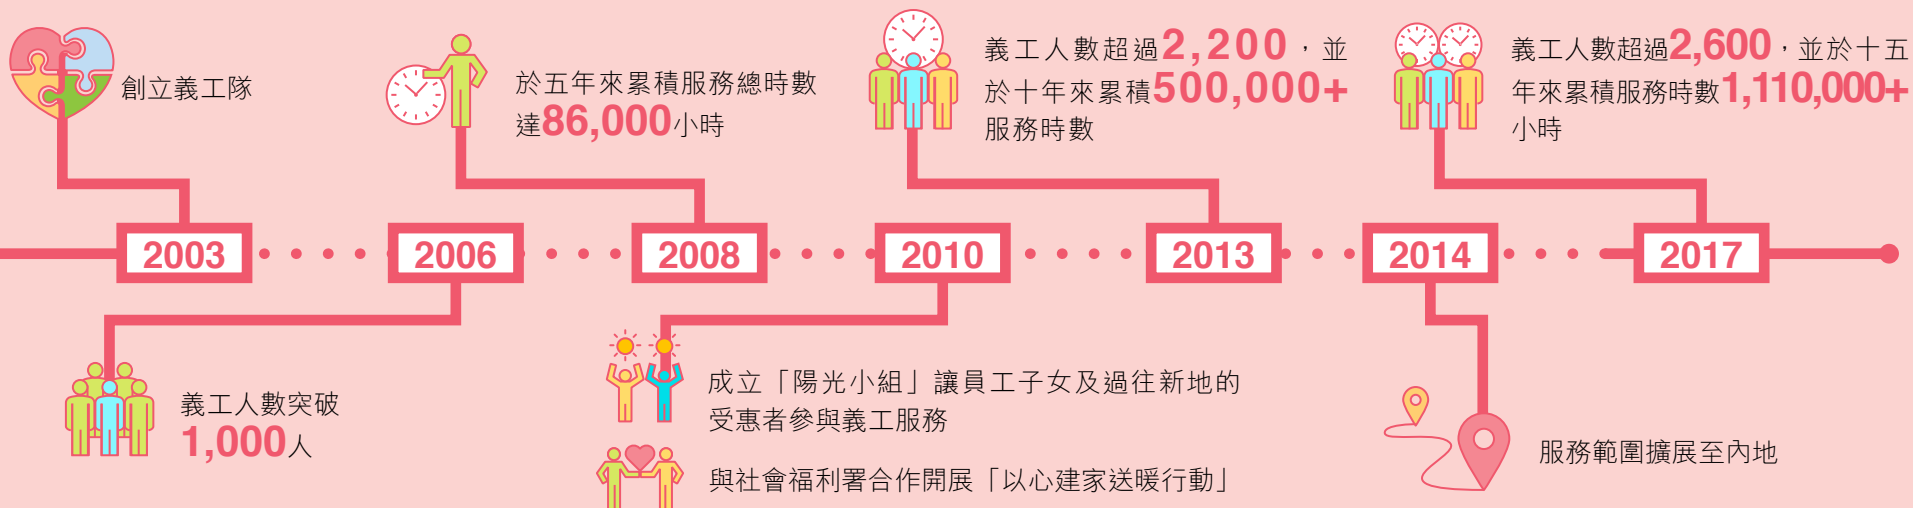 創立義工隊
於五年來累積服務總時數
達86,000小時
義工人數超過2,200，並
於十年來累積500,000+
服務時數
義工人數超過2,600，並於十五
年來累積服務時數1,110,000+
小時
2003
2006
2008
2010
2013
2014
2017
義工人數突破
1,000人
成立「陽光小組」讓員工子女及過往新地的
受惠者參與義工服務
與社會福利署合作開展「以心建家送暖行動」
服務範圍擴展至內地